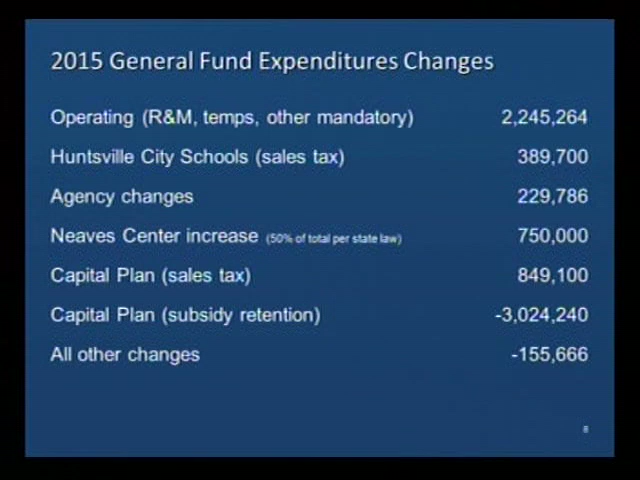 2015 General Fund Expenditures Changes
Operating (R&M, temps, other mandatory) 2,245,264
Huntsville City Schools (sales tax) 389,700
Agency changes 229,786
Neaves Center increase (50% of total per state law) 750,000
Capital Plan (sales tax) 849,100
Capital Plan (subsidy retention) -3,024,240
All other changes -155,666
8